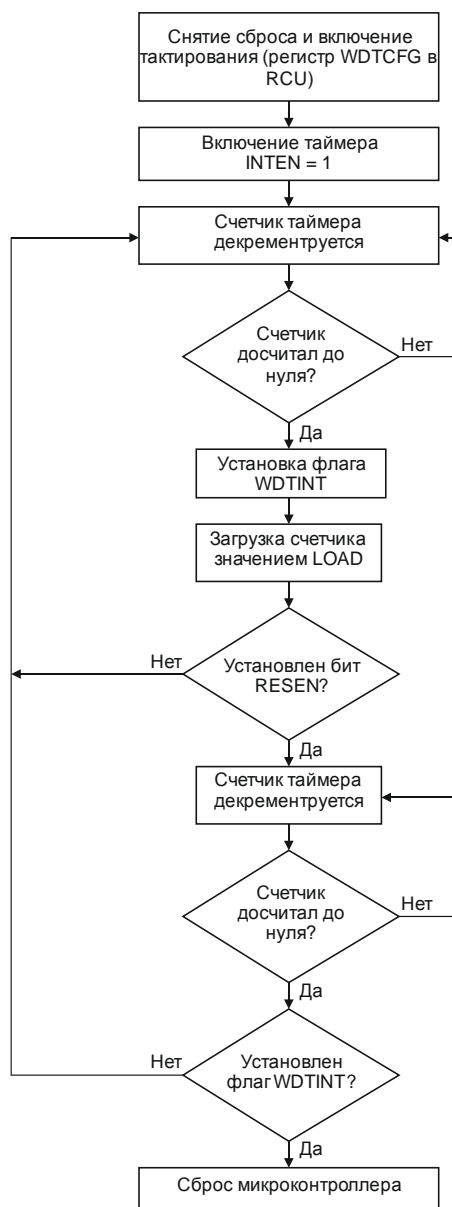 Снятие сброса и включение
тактирования (регистр WDTCFG в
RCU)
Включение таймера
INTEN = 1
Счетчик таймера
декрементруется
Счетчик
досчитал до
нуля?
Нет
Да
Установка флага
WDTINT
Загрузка счетчика
значением LOAD
Нет
Установлен бит
RESEN?
Да
Счетчик таймера
декрементруется
Счетчик
досчитал до
нуля?
Нет
Да
Нет
Установлен
флаг WDTINT?
Да
Сброс микроконтроллера